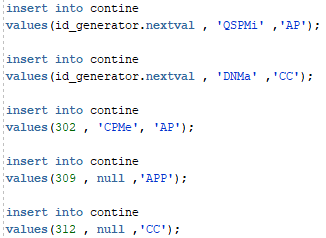 insert into contine
values(id_generator.nextval , 'QSPMi' ,'AP');
insert into contine
values(id_generator.nextval , 'DNMa' ,'CC');
insert into contine
values(302 , 'CPMe', 'AP');
insert into contine
values(309 , null ,'APP');
insert into contine
values(312 , null ,'CC');